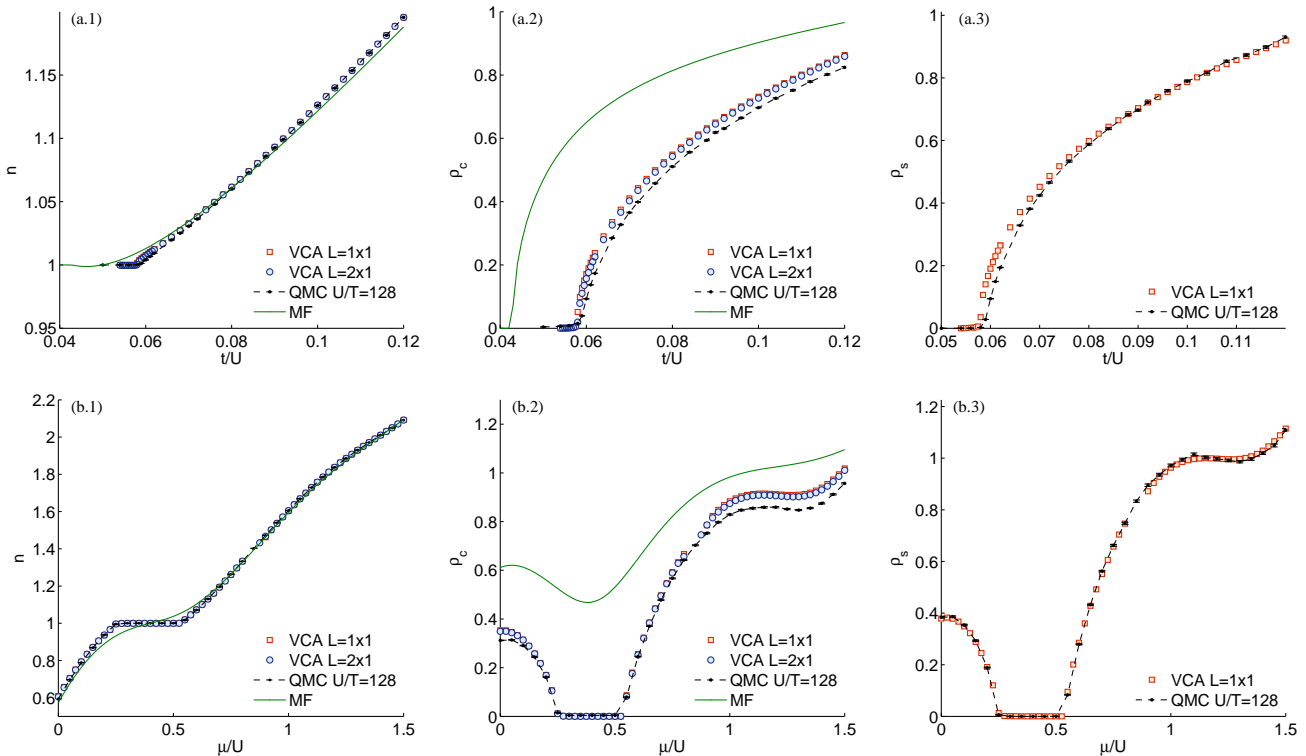 (a.1)
n
1.15
1.1
1.05
1
0.95
0.04
0.06
0.08
0.1
0.12
t/U
VCA L=1x1
VCA L=2x1
QMC U/T=128
MF
(a.2)
ρc
1
0.8
0.6
0.4
0.2
0
0.04
0.06
0.08
0.1
0.12
t/U
VCA L=1x1
VCA L=2x1
QMC U/T=128
MF
(a.3)
ρs
1
0.8
0.6
0.4
0.2
0
0.05
0.06
0.07
0.08
0.09
0.1
0.11
t/U
VCA L=1x1
QMC U/T=128
(b.1)
n
2.2
2
1.8
1.6
1.4
1.2
1
0.8
0.6
0
0.5
1
1.5
μ/U
VCA L=1x1
VCA L=2x1
QMC U/T=128
MF
(b.2)
ρc
1.2
1
0.8
0.6
0.4
0.2
0
0
0.5
1
1.5
μ/U
VCA L=1x1
VCA L=2x1
QMC U/T=128
MF
(b.3)
ρs
1.2
1
0.8
0.6
0.4
0.2
0
0
0.5
1
1.5
μ/U
VCA L=1x1
QMC U/T=128